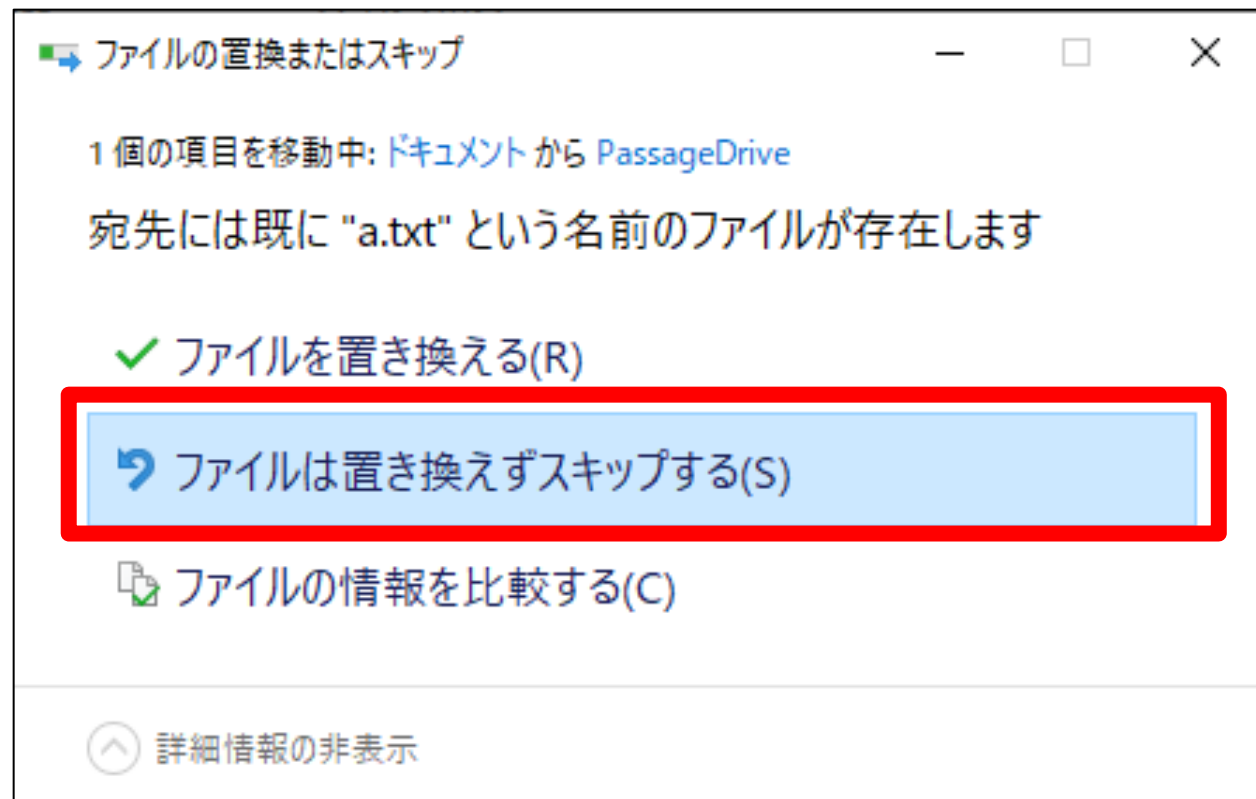 ファイルの置換またはスキップ
1 個の項目を移動中: ドキュメント から PassageDrive
宛先には既に "a.txt" という名前のファイルが存在します
ファイルを置き換える(R)
ファイルは置き換えずスキップする(S)
ファイルの情報を比較する(C)
詳細情報の非表示